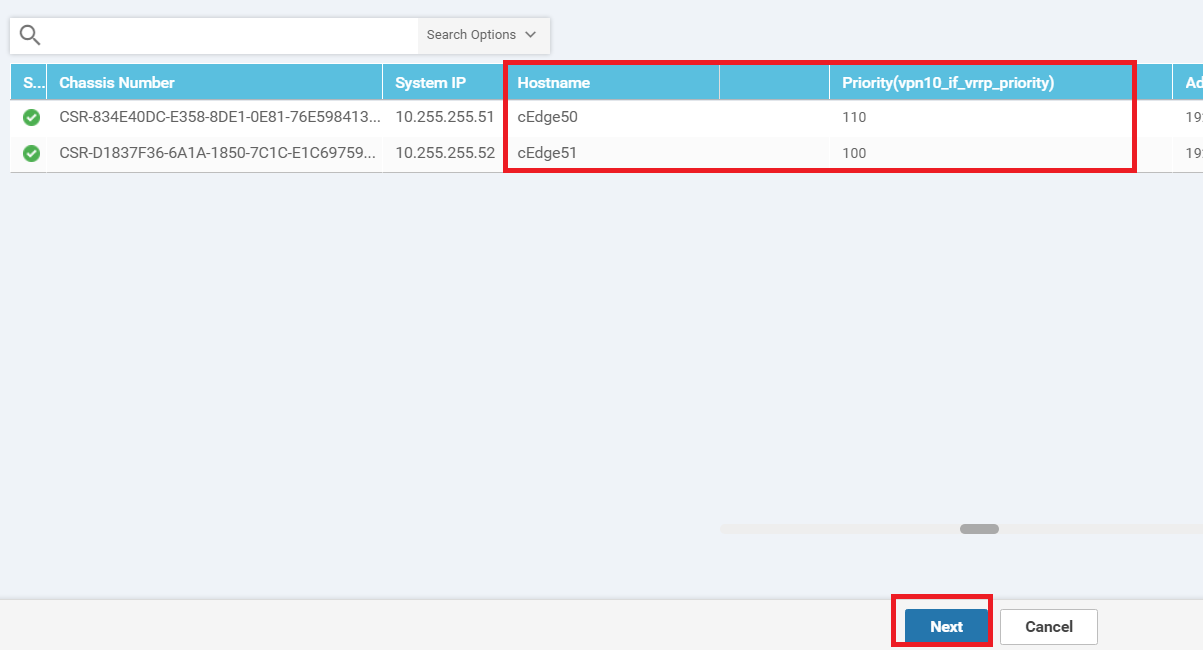 Search Options
S... Chassis Number System IP Hostname Priority(vpn10_if_vrrp_priority) Ad
CSR-834E40DC-E358-8DE1-0E81-76E598413... 10.255.255.51 cEdge50 110 19
CSR-D1837F36-6A1A-1850-7C1C-E1C69759... 10.255.255.52 cEdge51 100 19
Next Cancel